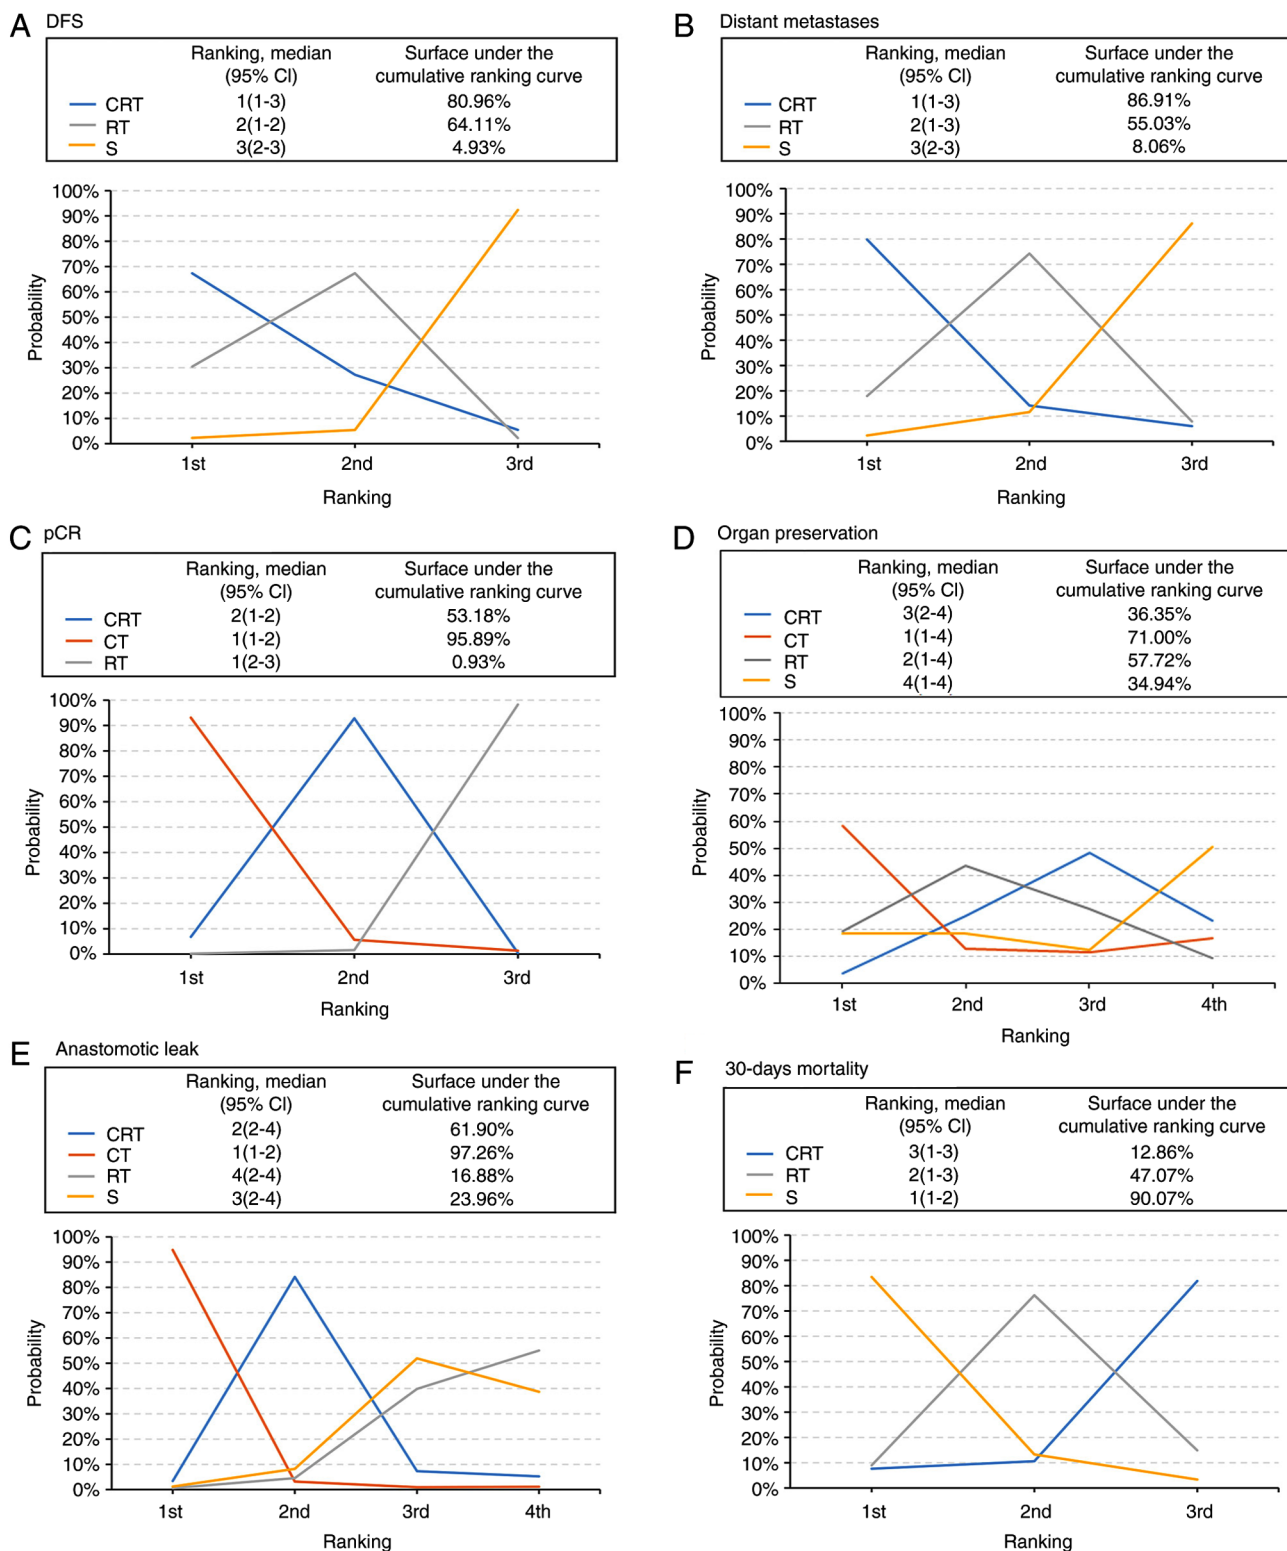 A DFS
Ranking, median Surface under the
(95% CI) cumulative ranking curve
CRT 1(1-3) 80.96%
RT 2(1-2) 64.11%
S 3(2-3) 4.93%
100%
90%
80%
70%
60%
50%
40%
30%
20%
10%
0%
Probability
1st 2nd 3rd
Ranking
B Distant metastases
Ranking, median Surface under the
(95% CI) cumulative ranking curve
CRT 1(1-3) 86.91%
RT 2(1-3) 55.03%
S 3(2-3) 8.06%
100%
90%
80%
70%
60%
50%
40%
30%
20%
10%
0%
Probability
1st 2nd 3rd
Ranking
C pCR
Ranking, median Surface under the
(95% CI) cumulative ranking curve
CRT 2(1-2) 53.18%
CT 1(1-2) 95.89%
RT 1(2-3) 0.93%
100%
90%
80%
70%
60%
50%
40%
30%
20%
10%
0%
Probability
1st 2nd 3rd
Ranking
D Organ preservation
Ranking, median Surface under the
(95% CI) cumulative ranking curve
CRT 3(2-4) 36.35%
CT 1(1-4) 71.00%
RT 2(1-4) 57.72%
S 4(1-4) 34.94%
100%
90%
80%
70%
60%
50%
40%
30%
20%
10%
0%
Probability
1st 2nd 3rd 4th
Ranking
E Anastomotic leak
Ranking, median Surface under the
(95% CI) cumulative ranking curve
CRT 2(2-4) 61.90%
CT 1(1-2) 97.26%
RT 4(2-4) 16.88%
S 3(2-4) 23.96%
100%
90%
80%
70%
60%
50%
40%
30%
20%
10%
0%
Probability
1st 2nd 3rd 4th
Ranking
F 30-days mortality
Ranking, median Surface under the
(95% CI) cumulative ranking curve
CRT 3(1-3) 12.86%
RT 2(1-3) 47.07%
S 1(1-2) 90.07%
100%
90%
80%
70%
60%
50%
40%
30%
20%
10%
0%
Probability
1st 2nd 3rd
Ranking